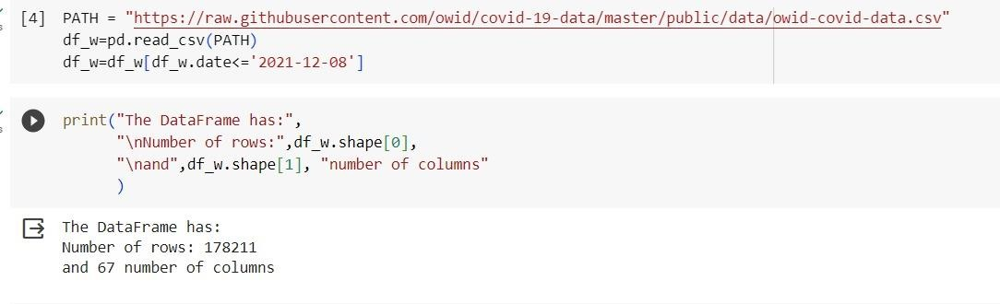 [4] PATH = "https://raw.githubusercontent.com/owid/covid-19-data/master/public/data/owid-covid-data.csv"
df_w=pd.read_csv(PATH)
df_w=df_w[df_w.date<='2021-12-08']
print("The DataFrame has:",
"\nNumber of rows:",df_w.shape[0],
"\nand",df_w.shape[1], "number of columns"
)
The DataFrame has:
Number of rows: 178211
and 67 number of columns